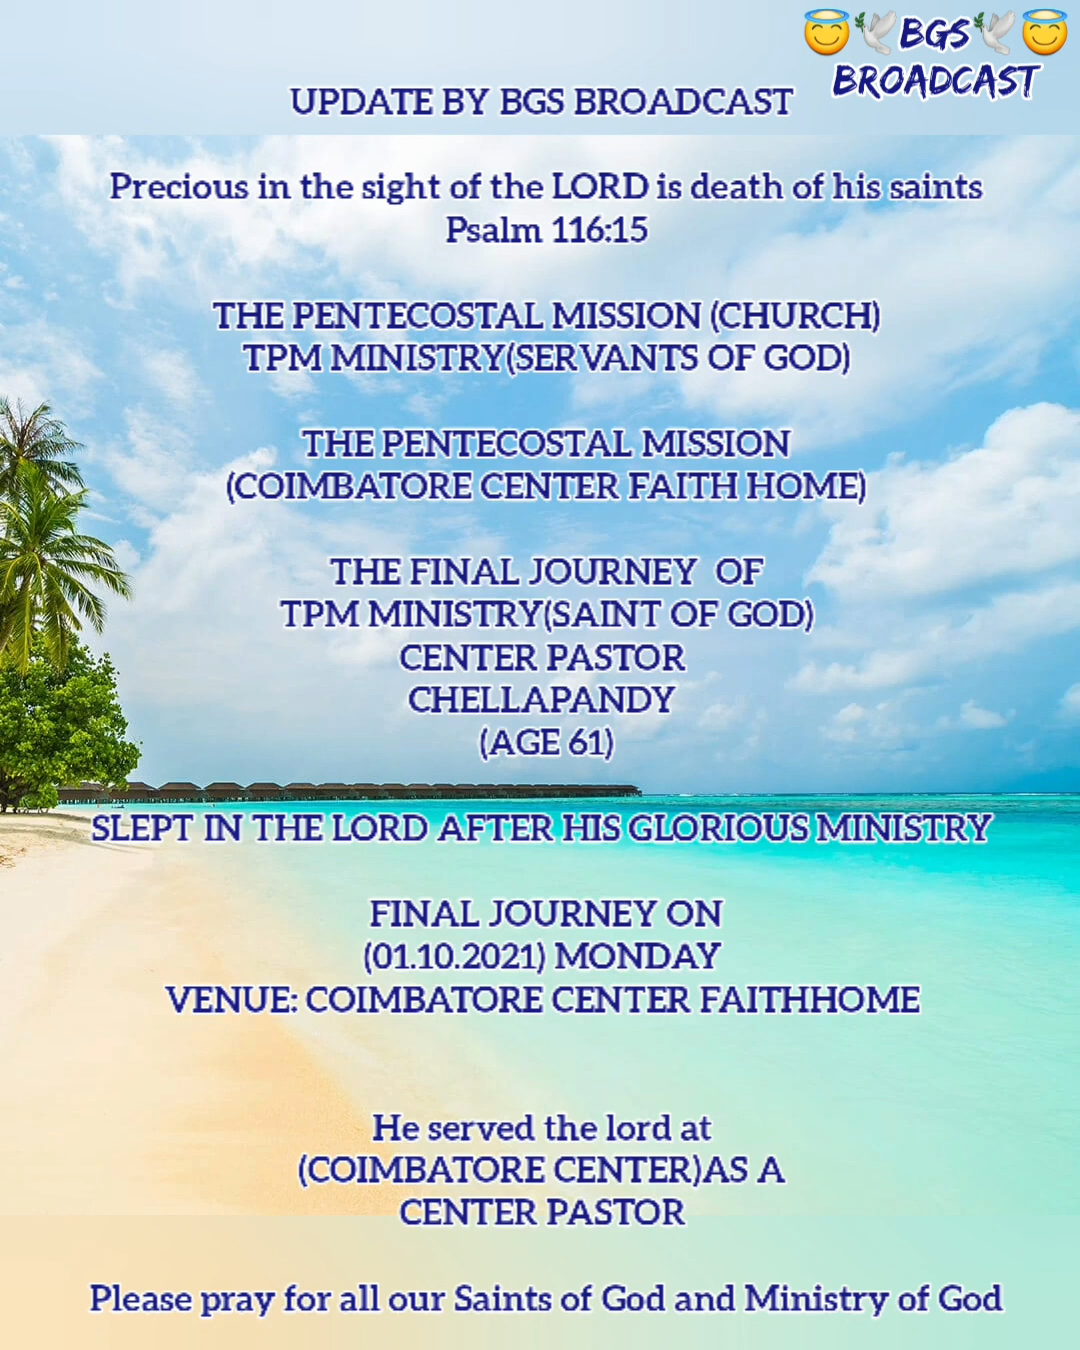 😇🕊️BGS🕊️😇
BROADCAST
UPDATE BY BGS BROADCAST
Precious in the sight of the LORD is death of his saints
Psalm 116:15
THE PENTECOSTAL MISSION (CHURCH)
TPM MINISTRY(SERVANTS OF GOD)
THE PENTECOSTAL MISSION
(COIMBATORE CENTER FAITH HOME)
THE FINAL JOURNEY  OF
TPM MINISTRY(SAINT OF GOD)
CENTER PASTOR
CHELLAPANDY
(AGE 61)
SLEPT IN THE LORD AFTER HIS GLORIOUS MINISTRY
FINAL JOURNEY ON
(01.10.2021) MONDAY
VENUE: COIMBATORE CENTER FAITHHOME
He served the lord at
(COIMBATORE CENTER)AS A
CENTER PASTOR
Please pray for all our Saints of God and Ministry of God